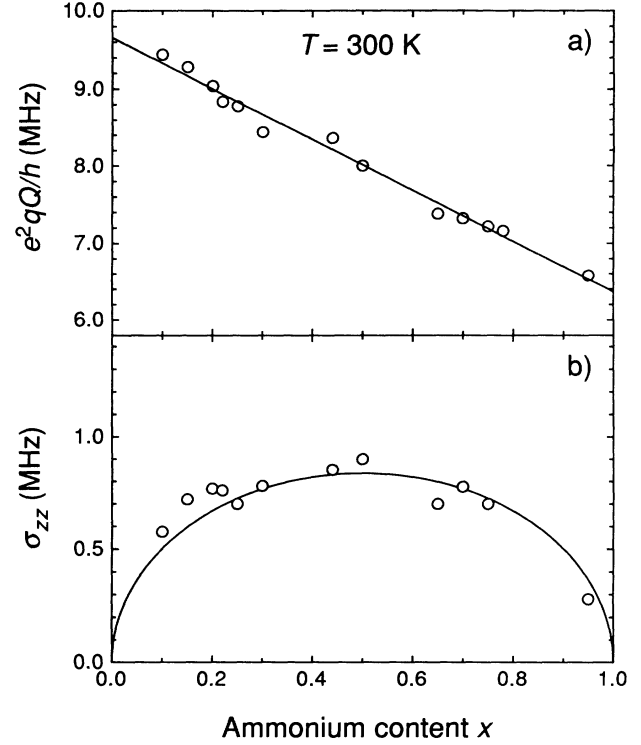 10.0
T = 300 K
a)
9.0
8.0
7.0
6.0
e²qQ/h (MHz)
b)
1.0
0.5
0.0
σzz (MHz)
0.0 0.2 0.4 0.6 0.8 1.0
Ammonium content x